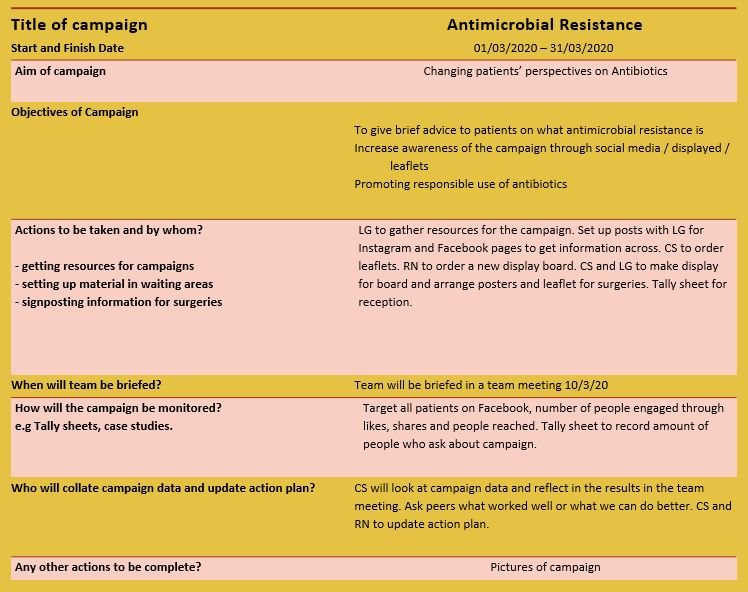 Title of campaign Antimicrobial Resistance
Start and Finish Date 01/03/2020 – 31/03/2020
Aim of campaign Changing patients’ perspectives on Antibiotics
Objectives of Campaign
To give brief advice to patients on what antimicrobial resistance is
Increase awareness of the campaign through social media / displayed /
leaflets
Promoting responsible use of antibiotics
Actions to be taken and by whom?
- getting resources for campaigns
- setting up material in waiting areas
- signposting information for surgeries
LG to gather resources for the campaign. Set up posts with LG for
Instagram and Facebook pages to get information across. CS to order
leaflets. RN to order a new display board. CS and LG to make display
for board and arrange posters and leaflet for surgeries. Tally sheet for
reception.
When will team be briefed? Team will be briefed in a team meeting 10/3/20
How will the campaign be monitored?
e.g Tally sheets, case studies.
Target all patients on Facebook, number of people engaged through
likes, shares and people reached. Tally sheet to record amount of
people who ask about campaign.
Who will collate campaign data and update action plan?
CS will look at campaign data and reflect in the results in the team
meeting. Ask peers what worked well or what we can do better. CS and
RN to update action plan.
Any other actions to be complete? Pictures of campaign